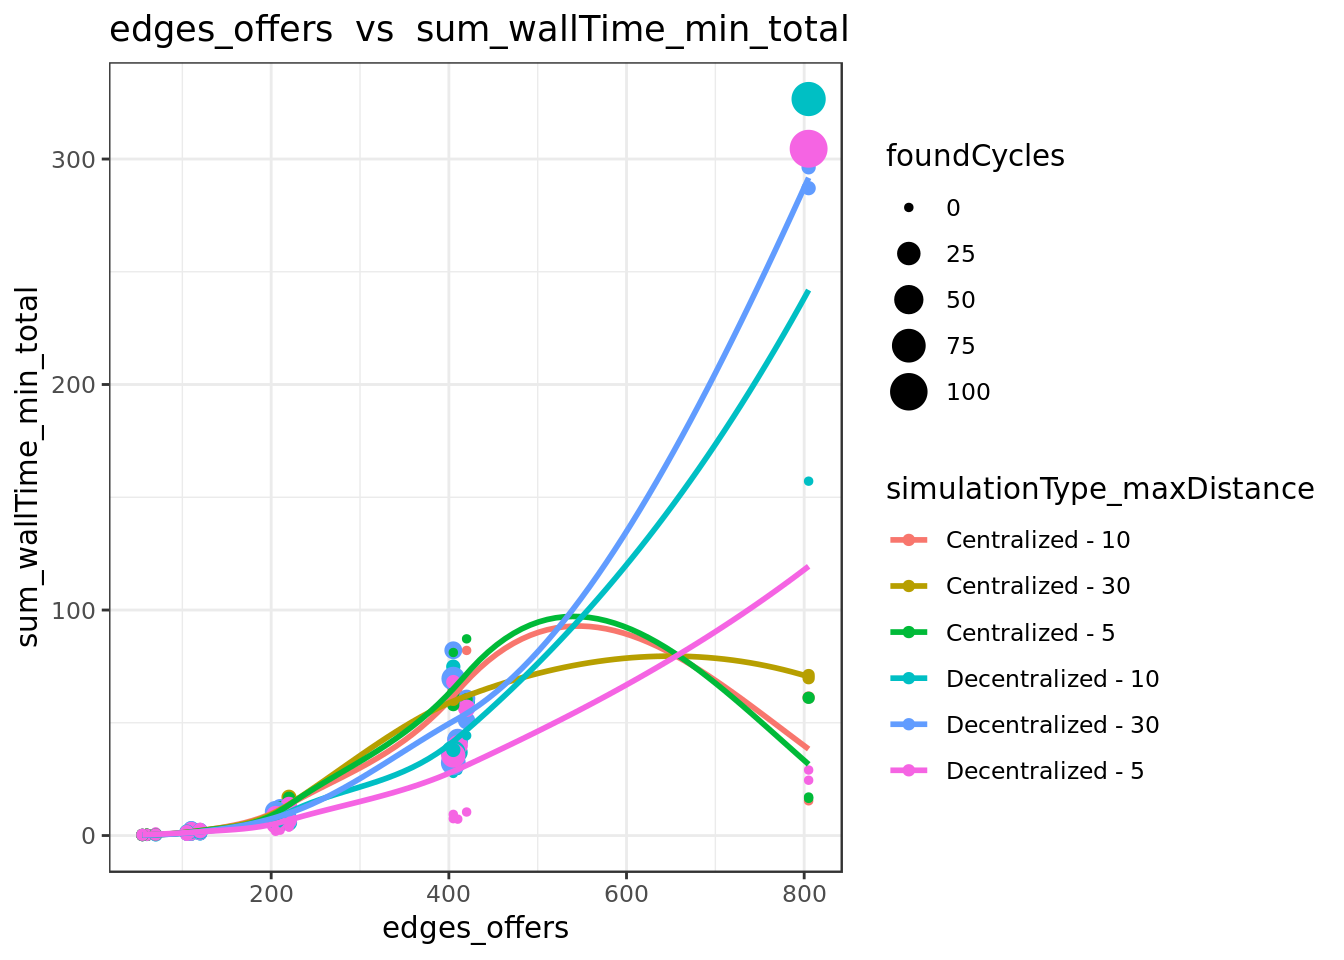 edges_offers vs sum_wallTime_min_total
sum_wallTime_min_total
300
200
100
0
200 400 600 800
edges_offers
foundCycles
0
25
50
75
100
simulationType_maxDistance
Centralized - 10
Centralized - 30
Centralized - 5
Decentralized - 10
Decentralized - 30
Decentralized - 5